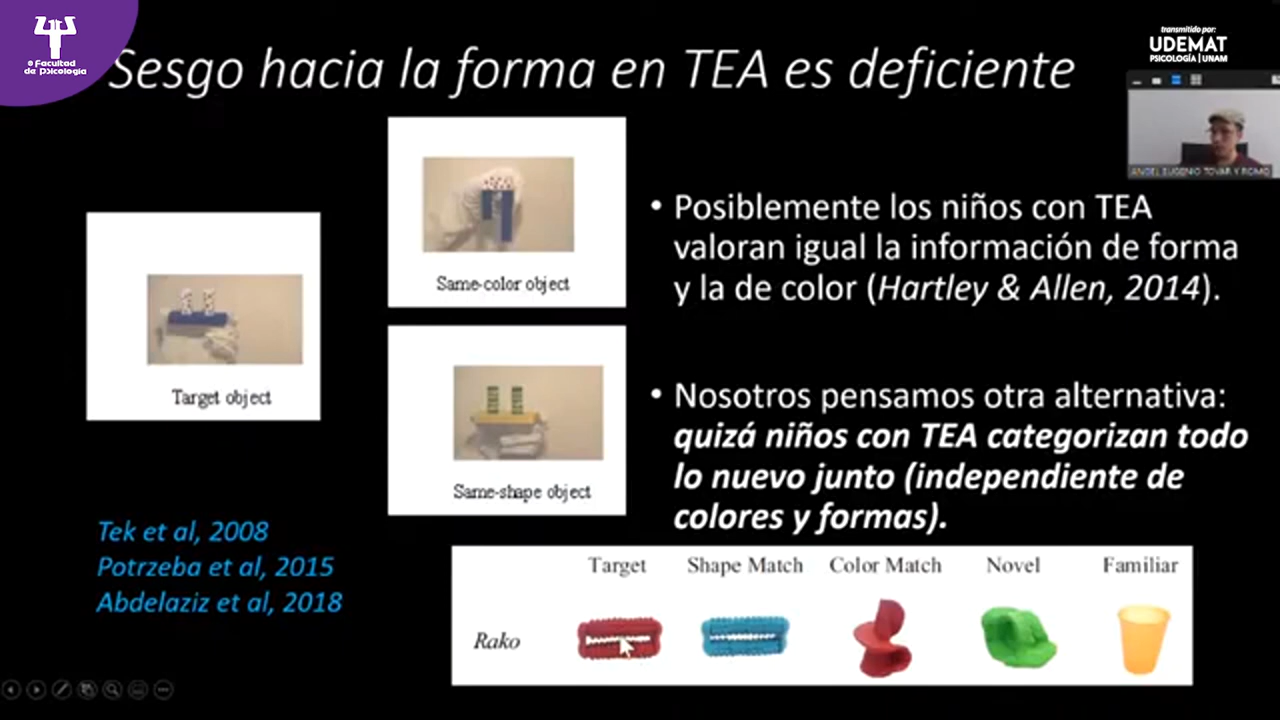 Facultad
de Psicología
transmitido por:
UDEMAT
PSICOLOGÍA | UNAM
Sesgo hacia la forma en TEA es deficiente
ANGEL EUGENIO TOVAR Y ROMO
Same-color object
Target object
Same-shape object
• Posiblemente los niños con TEA
valoran igual la información de forma
y la de color (Hartley & Allen, 2014).
• Nosotros pensamos otra alternativa:
quizá niños con TEA categorizan todo
lo nuevo junto (independiente de
colores y formas).
Tek et al, 2008
Potrzeba et al, 2015
Abdelaziz et al, 2018
Target Shape Match Color Match Novel Familiar
Rako